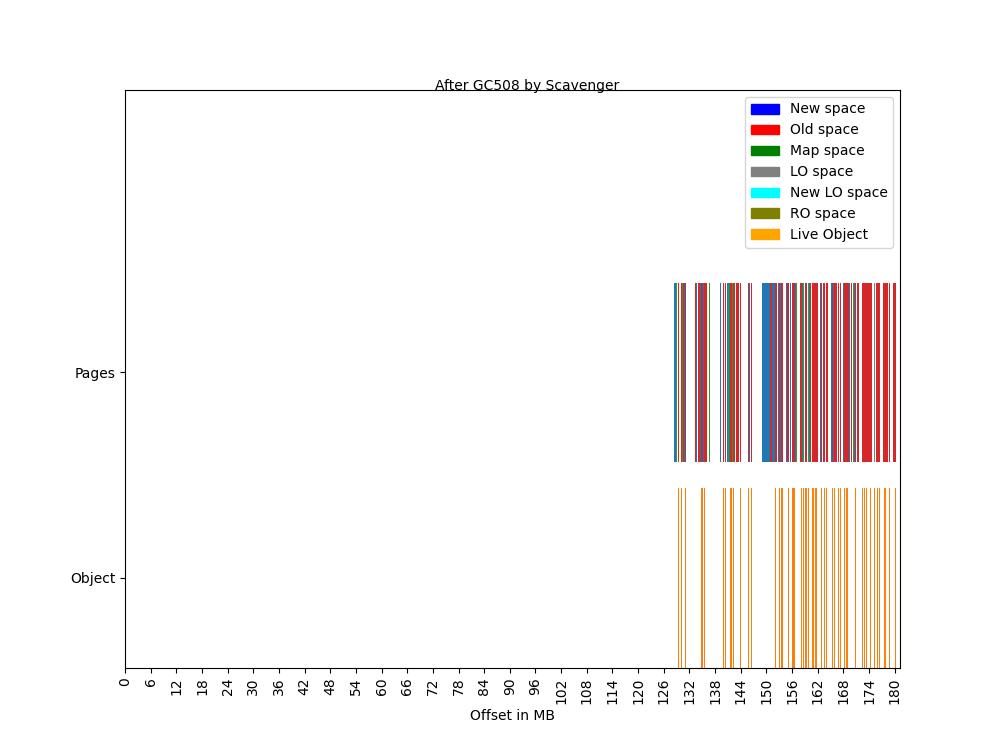 After GC508 by Scavenger
New space
Old space
Map space
LO space
New LO space
RO space
Live Object
Pages
Object
0 6 12 18 24 30 36 42 48 54 60 66 72 78 84 90 96 102 108 114 120 126 132 138 144 150 156 162 168 174 180
Offset in MB